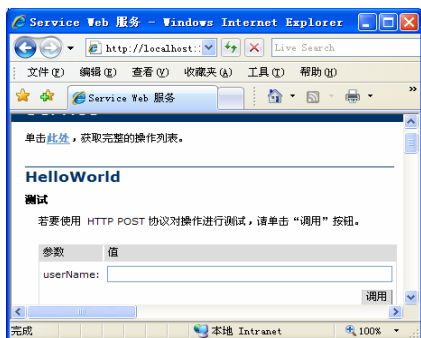 Service Web 服务 - Windows Internet Explorer
http://localhost:
Live Search
文件(F) 编辑(E) 查看(V) 收藏夹(A) 工具(T) 帮助(H)
Service Web 服务
单击此处，获取完整的操作列表。
HelloWorld
测试
若要使用 HTTP POST 协议对操作进行测试，请单击“调用”按钮。
参数 值
userName:
调用
完成 本地 Intranet 100%